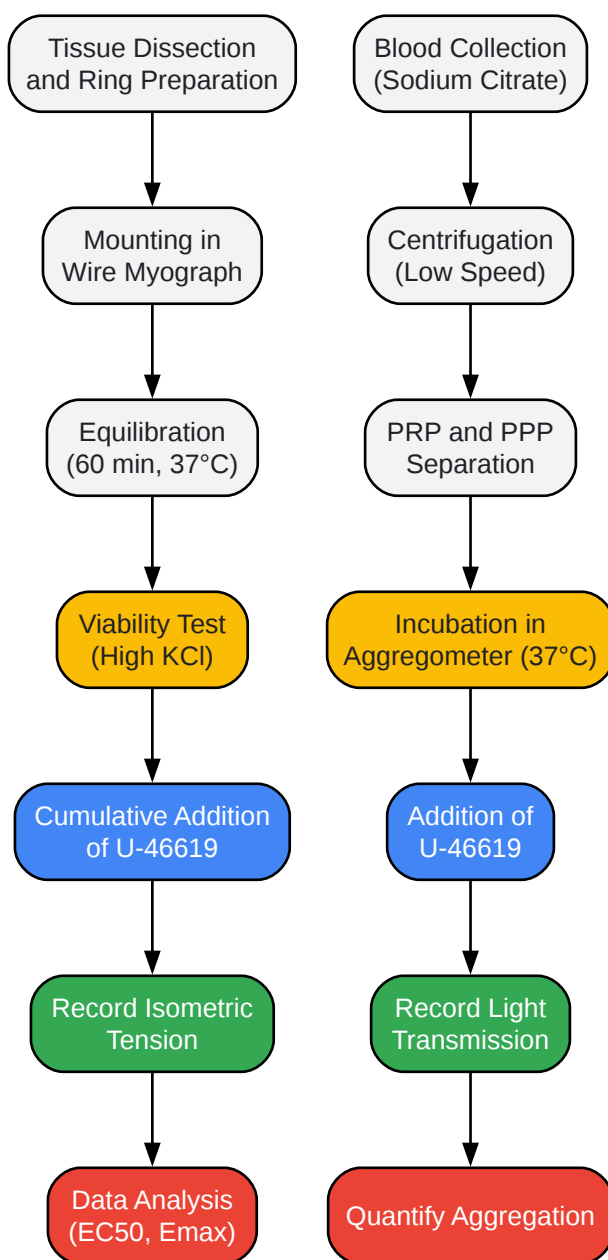 Tissue Dissection
and Ring Preparation
Mounting in
Wire Myograph
Equilibration
(60 min, 37°C)
Viability Test
(High KCl)
Cumulative Addition
of U-46619
Record Isometric
Tension
Data Analysis
(EC50, Emax)
Blood Collection
(Sodium Citrate)
Centrifugation
(Low Speed)
PRP and PPP
Separation
Incubation in
Aggregometer (37°C)
Addition of
U-46619
Record Light
Transmission
Quantify Aggregation